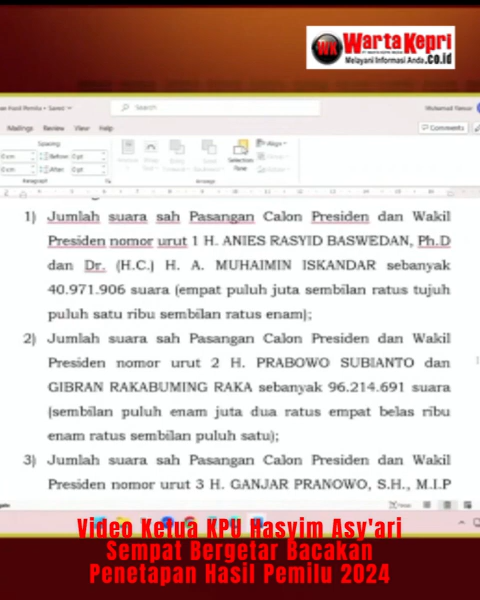 WartaKepri
Melayani Informasi Anda .CO.id
Search
Mailings Review View Help
Comments
Spacing
Before: 0 pt
After: 0 pt
Paragraph
Selection
Align
Arrange
1) Jumlah suara sah Pasangan Calon Presiden dan Wakil
Presiden nomor urut 1 H. ANIES RASYID BASWEDAN, Ph.D
dan Dr. (H.C.) H. A. MUHAIMIN ISKANDAR sebanyak
40.971.906 suara (empat puluh juta sembilan ratus tujuh
puluh satu ribu sembilan ratus enam);
2) Jumlah suara sah Pasangan Calon Presiden dan Wakil
Presiden nomor urut 2 H. PRABOWO SUBIANTO dan
GIBRAN RAKABUMING RAKA sebanyak 96.214.691 suara
(sembilan puluh enam juta dua ratus empat belas ribu
enam ratus sembilan puluh satu);
3) Jumlah suara sah Pasangan Calon Presiden dan Wakil
Presiden nomor urut 3 H. GANJAR PRANOWO, S.H., M.I.P
Video Ketua KPU Hasyim Asy'ari
Sempat Bergetar Bacakan
Penetapan Hasil Pemilu 2024